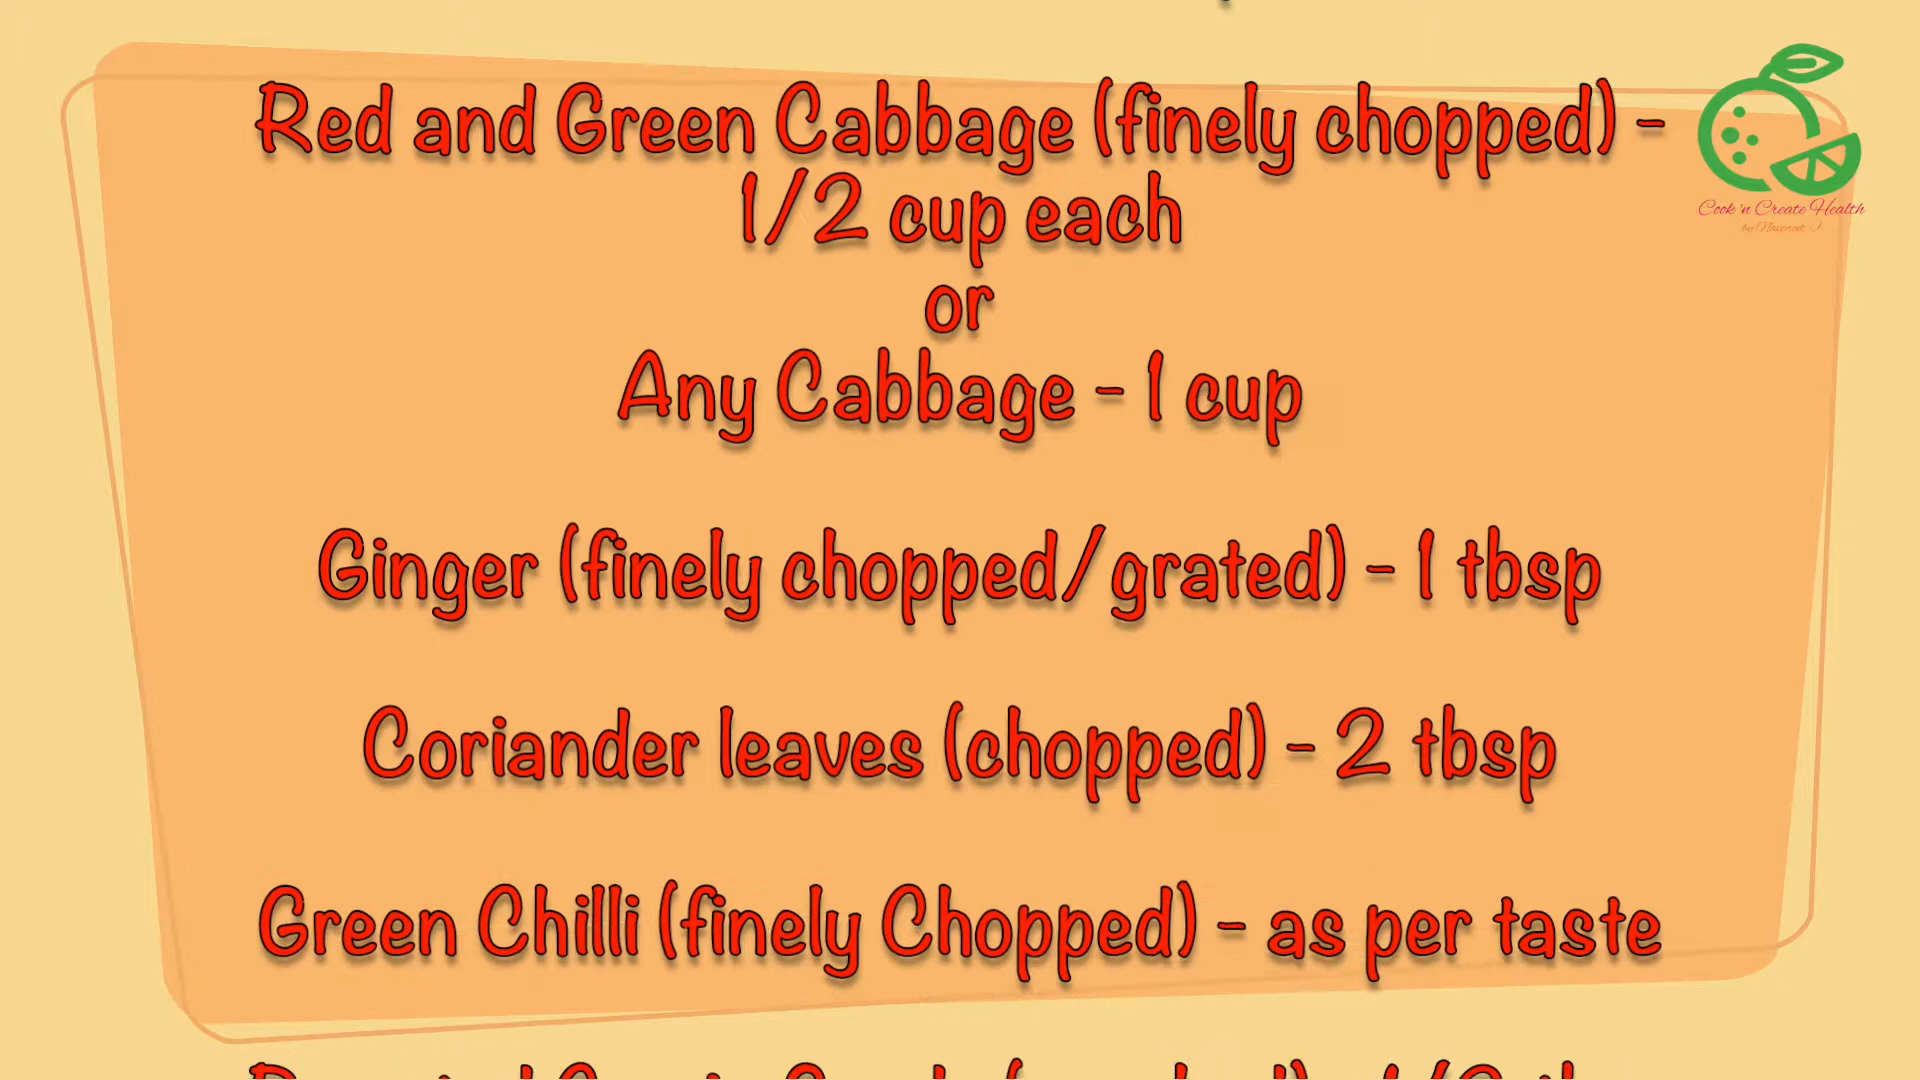 Red and Green Cabbage (finely chopped) -
1/2 cup each
or
Any Cabbage - 1 cup
Ginger (finely chopped/grated) - 1 tbsp
Coriander leaves (chopped) - 2 tbsp
Green Chilli (finely Chopped) - as per taste
Cook 'n Create Health